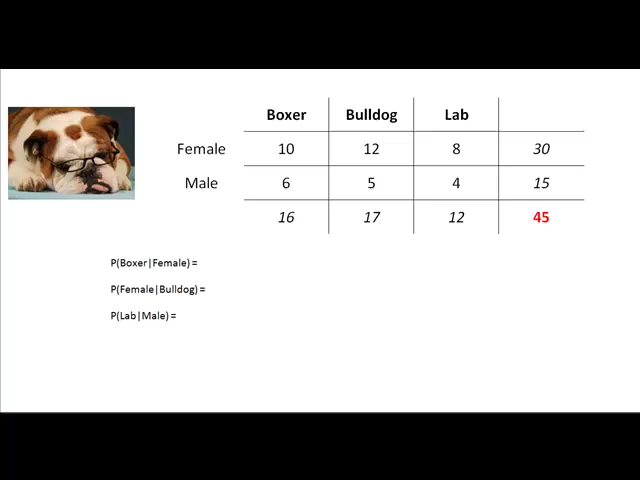 Boxer Bulldog Lab
Female 10 12 8 30
Male 6 5 4 15
16 17 12 45
P(Boxer|Female) =
P(Female|Bulldog) =
P(Lab|Male) =